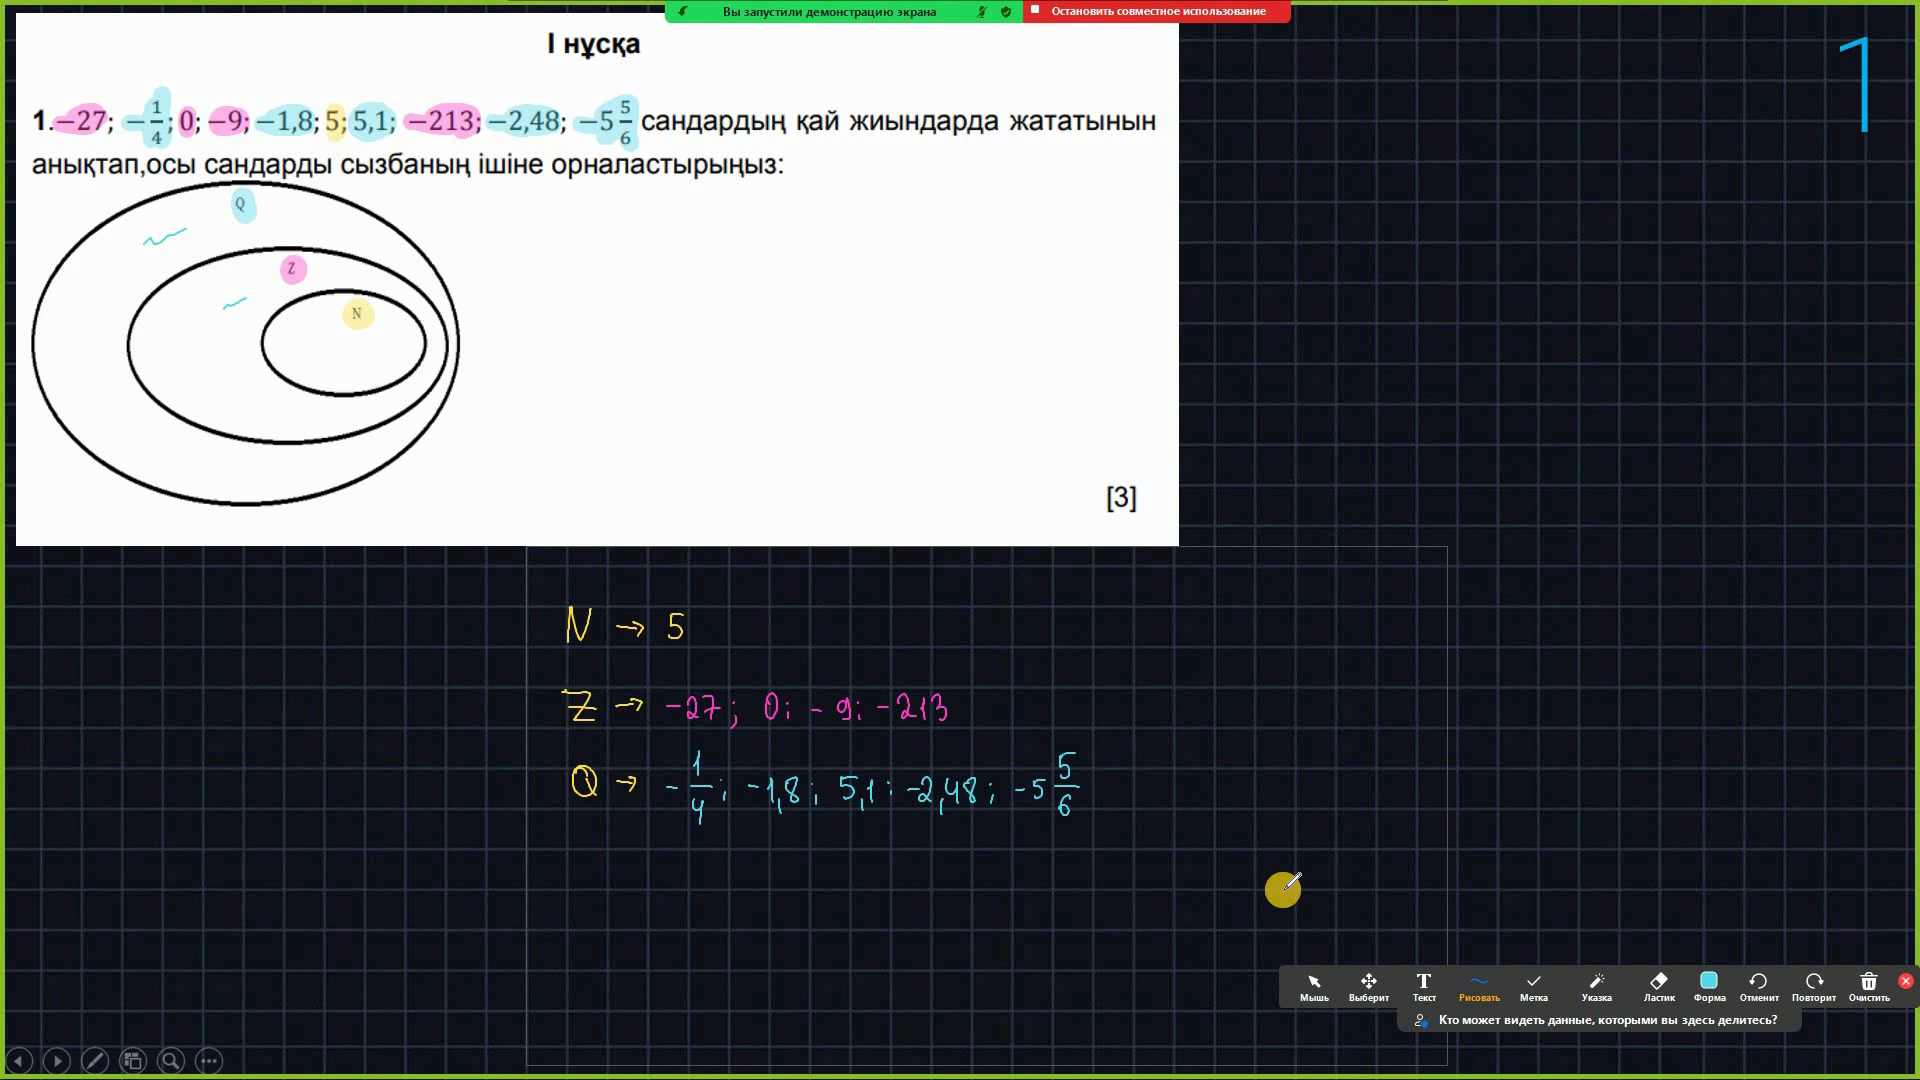 Вы запустили демонстрацию экрана
Остановить совместное использование
І нұсқа
1
1. −27; −1/4; 0; −9; −1,8; 5; 5,1; −213; −2,48; −5 5/6 сандардың қай жиындарда жататынын
анықтап,осы сандарды сызбаның ішіне орналастырыңыз:
Q
Z
N
[3]
N → 5
Z → -27; 0; -9; -213
Q → -1/4; -1,8; 5,1; -2,48; -5 5/6
Мышь Выберит Текст Рисовать Метка Указка Ластик Форма Отменит Повторит Очистить
Кто может видеть данные, которыми вы здесь делитесь?